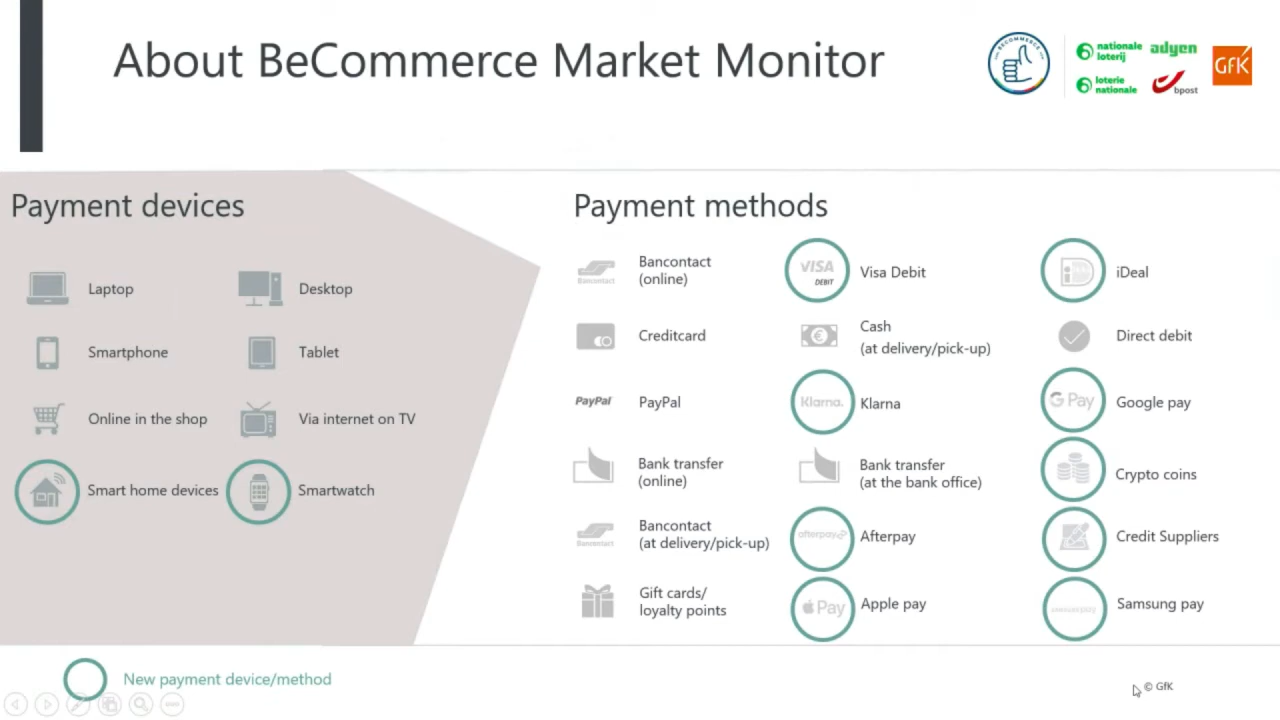 About BeCommerce Market Monitor
BECOMMERCE
nationale
loterij
adyen
loterie
nationale
bpost
GfK
Payment devices
Laptop
Desktop
Smartphone
Tablet
Online in the shop
Via internet on TV
Smart home devices
Smartwatch
Payment methods
Bancontact
Bancontact
(online)
VISA
DEBIT
Visa Debit
iDeal
Creditcard
Cash
(at delivery/pick-up)
Direct debit
PayPal
PayPal
Klarna.
Klarna
G Pay
Google pay
Bank transfer
(online)
Bank transfer
(at the bank office)
Crypto coins
Bancontact
Bancontact
(at delivery/pick-up)
afterpay
Afterpay
Credit Suppliers
Gift cards/
loyalty points
Pay
Apple pay
Samsung pay
New payment device/method
© GfK